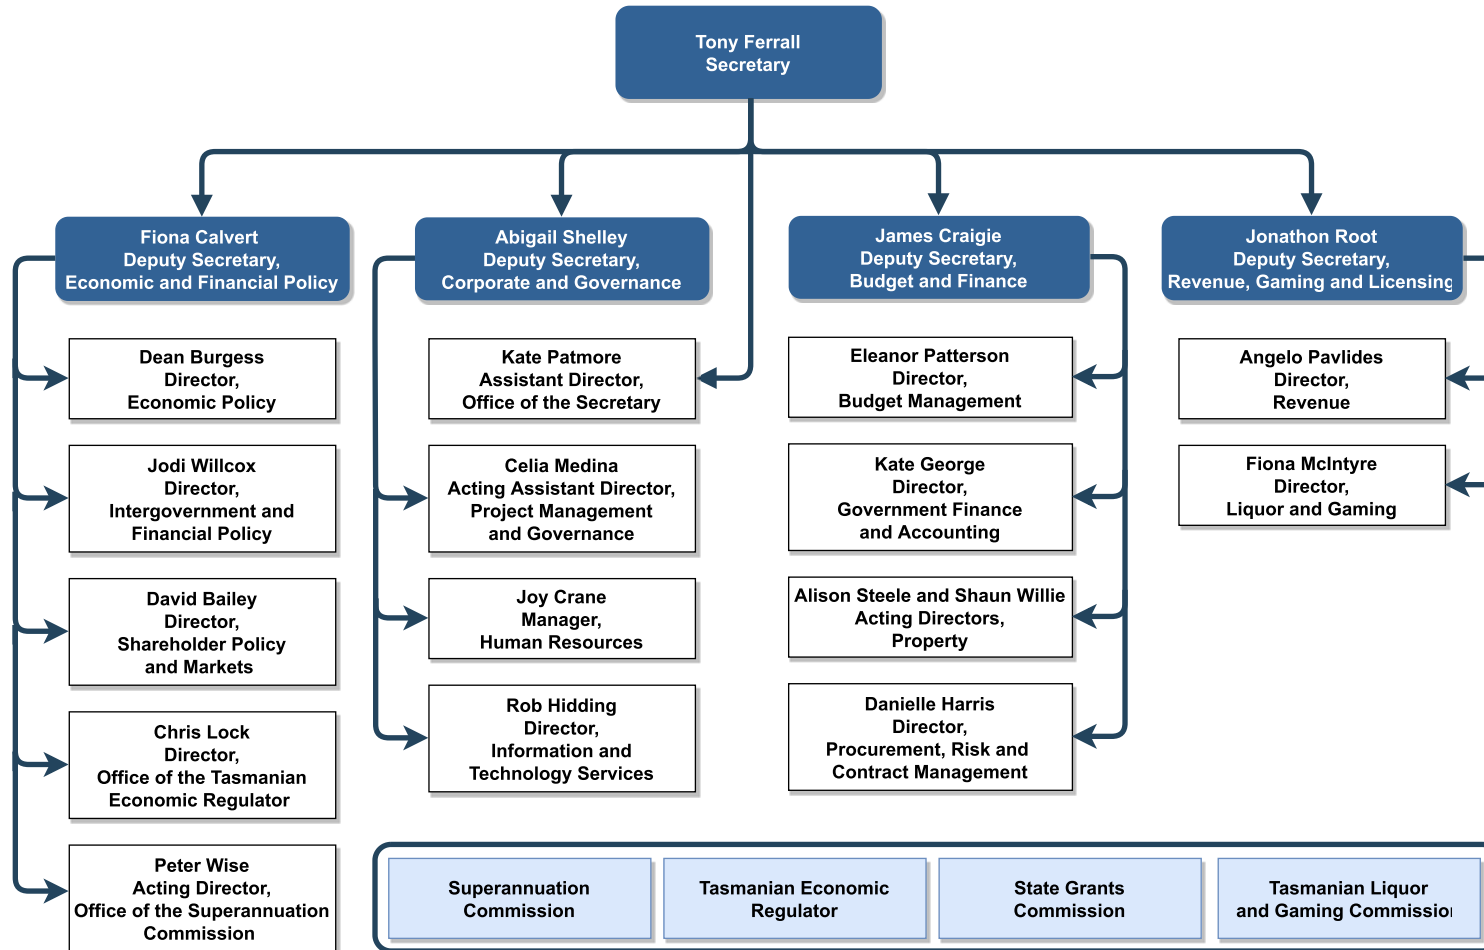 Tony Ferrall
Secretary
Fiona Calvert
Deputy Secretary,
Economic and Financial Policy
Abigail Shelley
Deputy Secretary,
Corporate and Governance
James Craigie
Deputy Secretary,
Budget and Finance
Jonathon Root
Deputy Secretary,
Revenue, Gaming and Licensing
Dean Burgess
Director,
Economic Policy
Jodi Willcox
Director,
Intergovernment and
Financial Policy
David Bailey
Director,
Shareholder Policy
and Markets
Chris Lock
Director,
Office of the Tasmanian
Economic Regulator
Peter Wise
Acting Director,
Office of the Superannuation
Commission
Kate Patmore
Assistant Director,
Office of the Secretary
Celia Medina
Acting Assistant Director,
Project Management
and Governance
Joy Crane
Manager,
Human Resources
Rob Hidding
Director,
Information and
Technology Services
Eleanor Patterson
Director,
Budget Management
Kate George
Director,
Government Finance
and Accounting
Alison Steele and Shaun Willie
Acting Directors,
Property
Danielle Harris
Director,
Procurement, Risk and
Contract Management
Angelo Pavlides
Director,
Revenue
Fiona McIntyre
Director,
Liquor and Gaming
Superannuation
Commission
Tasmanian Economic
Regulator
State Grants
Commission
Tasmanian Liquor
and Gaming Commission